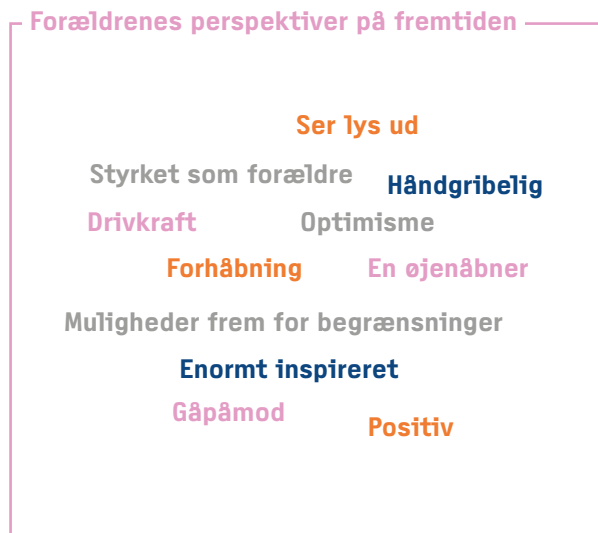 Forældrenes perspektiver på fremtiden
Ser lys ud
Styrket som forældre
Håndgribelig
Drivkraft
Optimisme
Forhåbning
En øjenåbner
Muligheder frem for begrænsninger
Enormt inspireret
Gåpåmod
Positiv